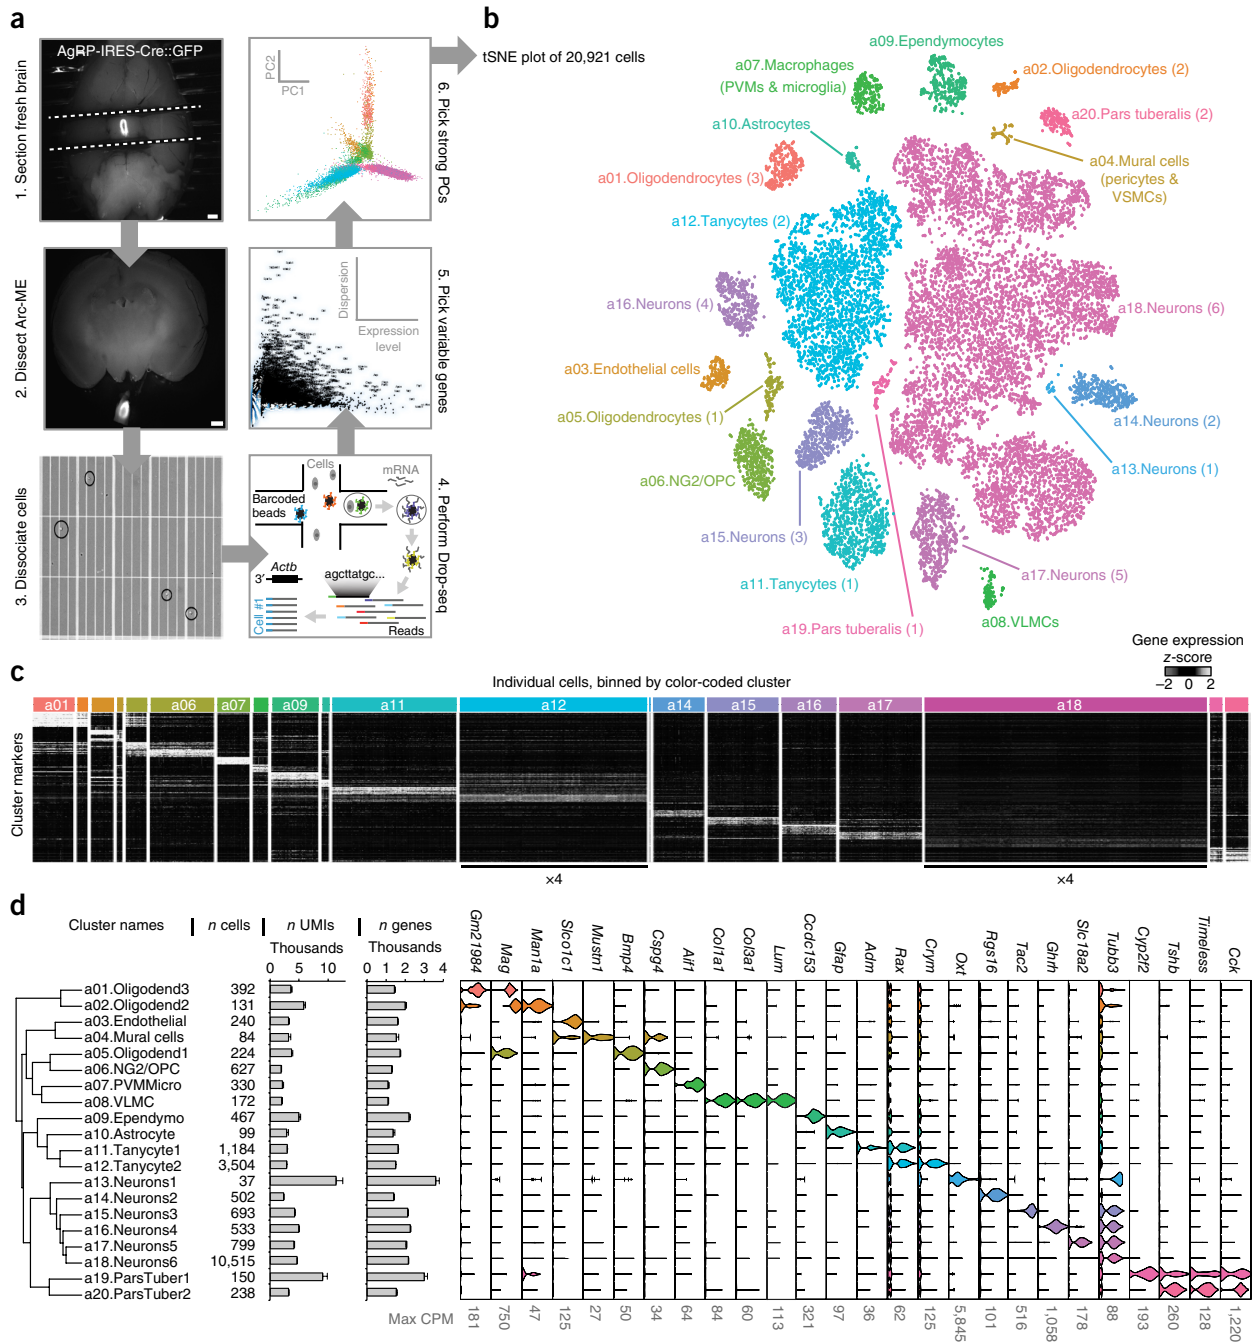 a
AgRP-IRES-Cre::GFP
1. Section fresh brain
2. Dissect Arc-ME
3. Dissociate cells
PC2
PC1
6. Pick strong PCs
Dispersion
Expression
level
5. Pick variable genes
Cells
mRNA
Barcoded
beads
Actb
3′
agcttatgc...
Cell #1
Reads
4. Perform Drop-seq
b
tSNE plot of 20,921 cells
a09.Ependymocytes
a07.Macrophages
(PVMs & microglia)
a02.Oligodendrocytes (2)
a20.Pars tuberalis (2)
a10.Astrocytes
a04.Mural cells
(pericytes &
VSMCs)
a01.Oligodendrocytes (3)
a12.Tanycytes (2)
a16.Neurons (4)
a18.Neurons (6)
a03.Endothelial cells
a05.Oligodendrocytes (1)
a14.Neurons (2)
a13.Neurons (1)
a06.NG2/OPC
a15.Neurons (3)
a11.Tanycytes (1)
a17.Neurons (5)
a08.VLMCs
a19.Pars tuberalis (1)
Gene expression
z-score
−2 0 2
c
Individual cells, binned by color-coded cluster
a01 a06 a07 a09 a11 a12 a14 a15 a16 a17 a18
Cluster markers
×4 ×4
d
Cluster names n cells n UMIs n genes
Thousands Thousands
0 5 10 0 1 2 3 4
Gm21984 Mag Man1a Slco1c1 Mustn1 Bmp4 Cspg4 Aif1 Col1a1 Col3a1 Lum Ccdc153 Gfap Adm Rax Crym Oxt Rgs16 Tac2 Ghrh Slc18a2 Tubb3 Cyp2f2 Tshb Timeless Cck
a01.Oligodend3 392
a02.Oligodend2 131
a03.Endothelial 240
a04.Mural cells 84
a05.Oligodend1 224
a06.NG2/OPC 627
a07.PVMMicro 330
a08.VLMC 172
a09.Ependymo 467
a10.Astrocyte 99
a11.Tanycyte1 1,184
a12.Tanycyte2 3,504
a13.Neurons1 37
a14.Neurons2 502
a15.Neurons3 693
a16.Neurons4 533
a17.Neurons5 799
a18.Neurons6 10,515
a19.ParsTuber1 150
a20.ParsTuber2 238
Max CPM 181 750 47 125 27 50 34 64 84 60 113 321 97 36 62 125 5,845 101 516 1,058 178 88 193 260 128 1,220